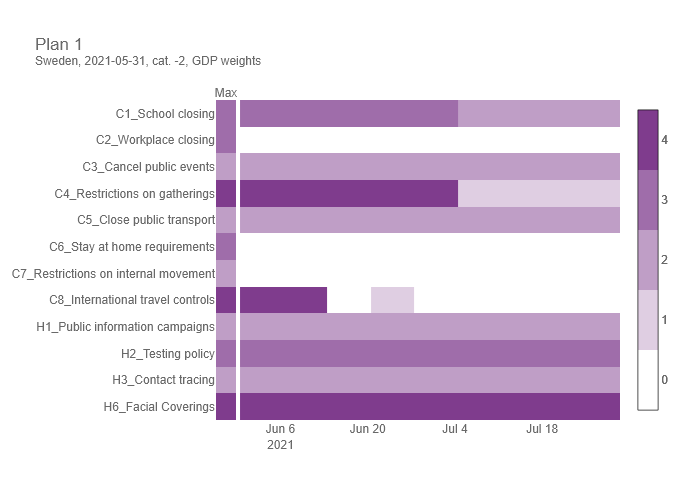 Plan 1
Sweden, 2021-05-31, cat. -2, GDP weights
Max
C1_School closing
C2_Workplace closing
C3_Cancel public events
C4_Restrictions on gatherings
C5_Close public transport
C6_Stay at home requirements
C7_Restrictions on internal movement
C8_International travel controls
H1_Public information campaigns
H2_Testing policy
H3_Contact tracing
H6_Facial Coverings
Jun 6 Jun 20 Jul 4 Jul 18
2021
4
3
2
1
0